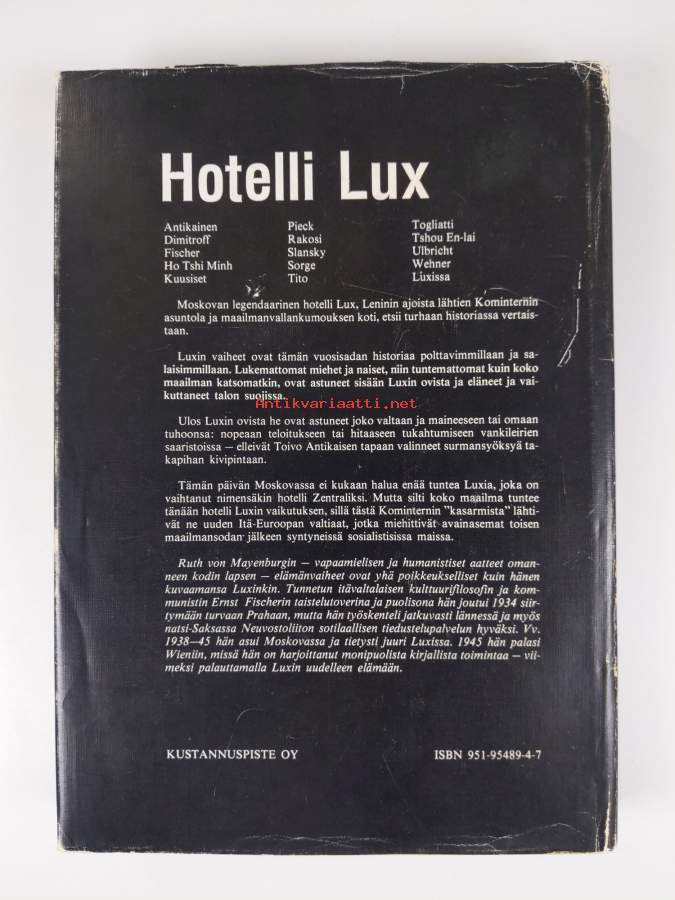 Hotelli Lux
Antikainen Pieck Togliatti
Dimitroff Rakosi Tshou En-lai
Fischer Slansky Ulbricht
Ho Tshi Minh Sorge Wehner
Kuusiset Tito Luxissa
Moskovan legendaarinen hotelli Lux, Leninin ajoista lähtien Kominternin
asuntola ja maailmanvallankumouksen koti, etsii turhaan historiassa vertais-
taan.
Luxin vaiheet ovat tämän vuosisadan historiaa polttavimmillaan ja sa-
laisimmillaan. Lukemattomat miehet ja naiset, niin tuntemattomat kuin koko
maailman katsomatkin, ovat astuneet sisään Luxin ovista ja eläneet ja vai-
kuttaneet talon suojissa.
Antikvariaatti.net
Ulos Luxin ovista he ovat astuneet joko valtaan ja maineeseen tai omaan
tuhoonsa: nopeaan teloitukseen tai hitaaseen tukahtumiseen vankileirien
saaristoissa – elleivät Toivo Antikaisen tapaan valinneet surmansyöksyä ta-
kapihan kivipintaan.
Tämän päivän Moskovassa ei kukaan halua enää tuntea Luxia, joka on
vaihtanut nimensäkin hotelli Zentraliksi. Mutta silti koko maailma tuntee
tänään hotelli Luxin vaikutuksen, sillä tästä Kominternin "kasarmista" lähti-
vät ne uuden Itä-Euroopan valtiaat, jotka miehittivät avainasemat toisen
maailmansodan jälkeen syntyneissä sosialistisissa maissa.
Ruth von Mayenburgin – vapaamielisen ja humanistiset aatteet oman-
neen kodin lapsen – elämänvaiheet ovat yhä poikkeukselliset kuin hänen
kuvaamansa Luxinkin. Tunnetun itävaltalaisen kulttuurifilosofin ja kom-
munistin Ernst Fischerin taistelutoverina ja puolisona hän joutui 1934 siir-
tymään turvaan Prahaan, mutta hän työskenteli jatkuvasti lännessä ja myös
natsi-Saksassa Neuvostoliiton sotilaallisen tiedustelupalvelun hyväksi. Vv.
1938–45 hän asui Moskovassa ja tietysti juuri Luxissa. 1945 hän palasi
Wieniin, missä hän on harjoittanut monipuolista kirjallista toimintaa – vii-
meksi palauttamalla Luxin uudelleen elämään.
KUSTANNUSPISTE OY ISBN 951-95489-4-7